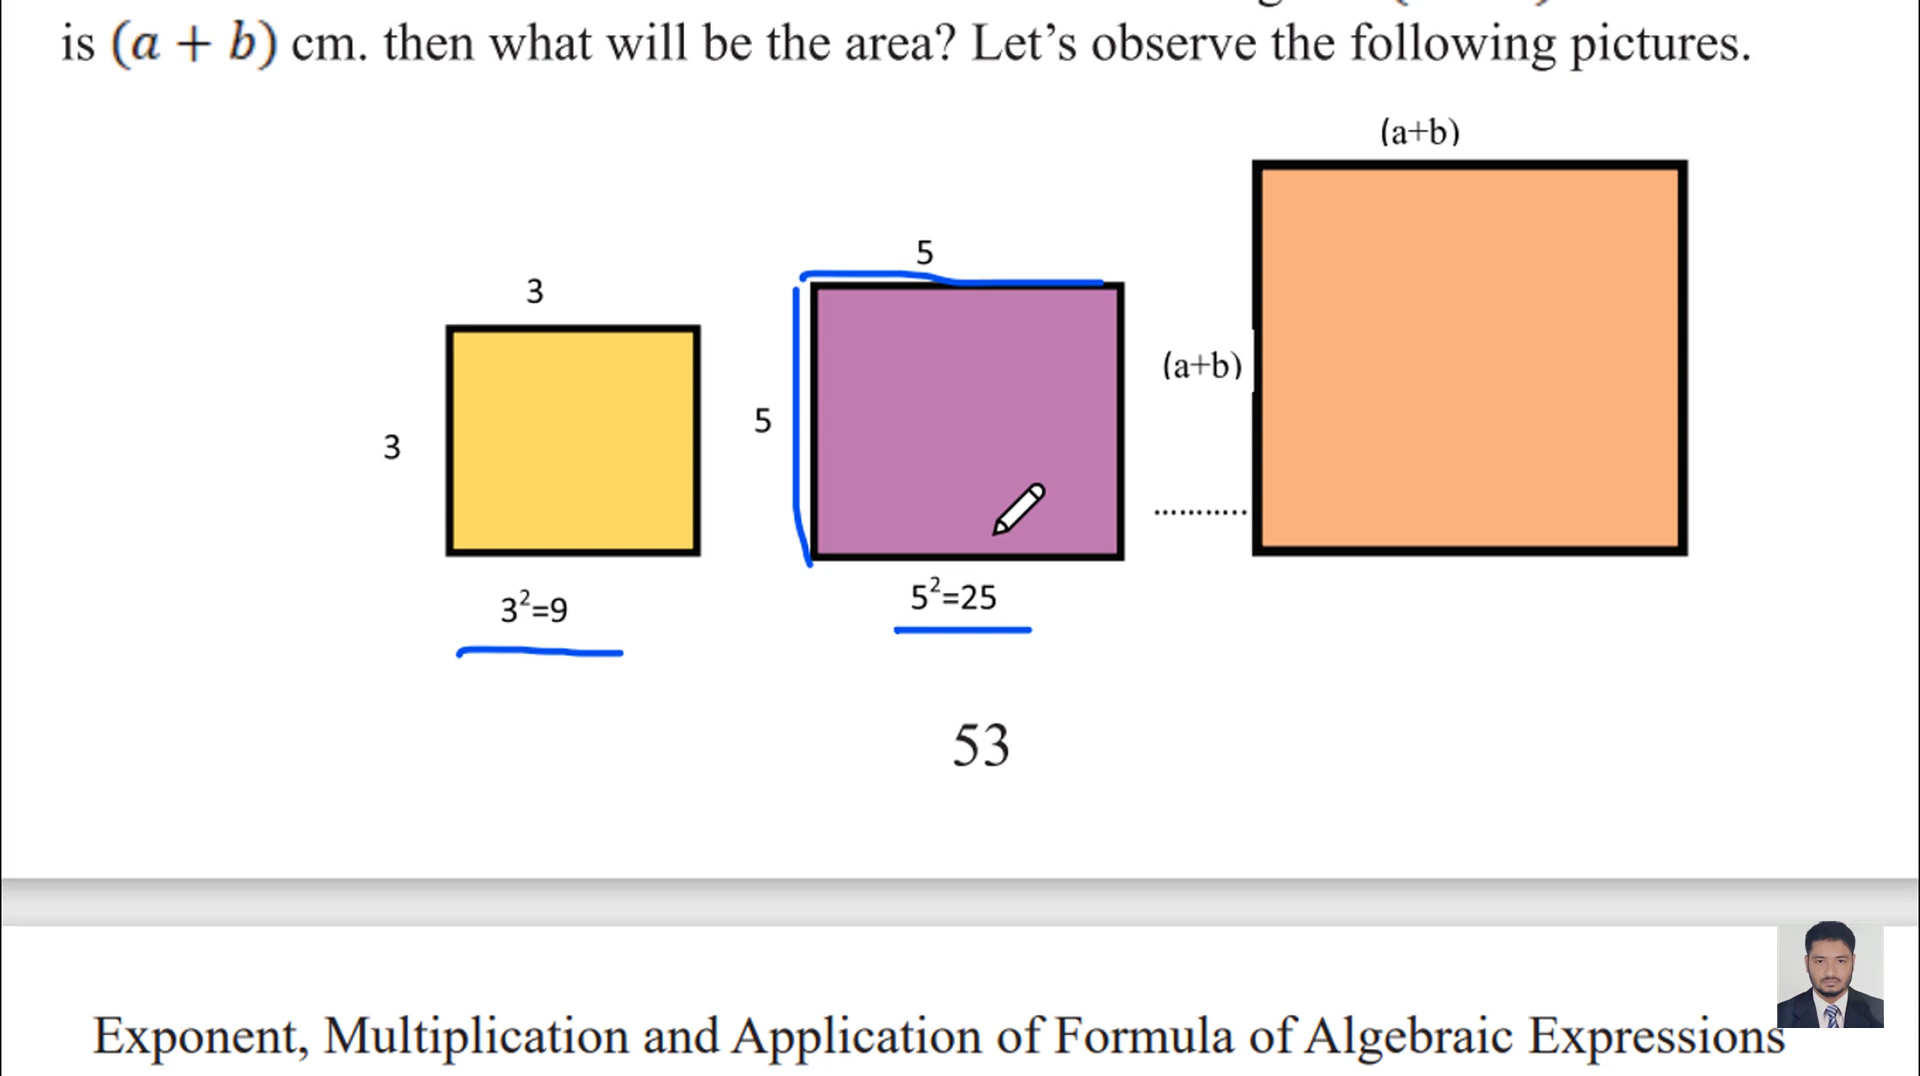 is (a + b) cm. then what will be the area? Let’s observe the following pictures.
(a+b)
5
3
(a+b)
5
3
...........
3²=9
5²=25
53
Exponent, Multiplication and Application of Formula of Algebraic Expressions